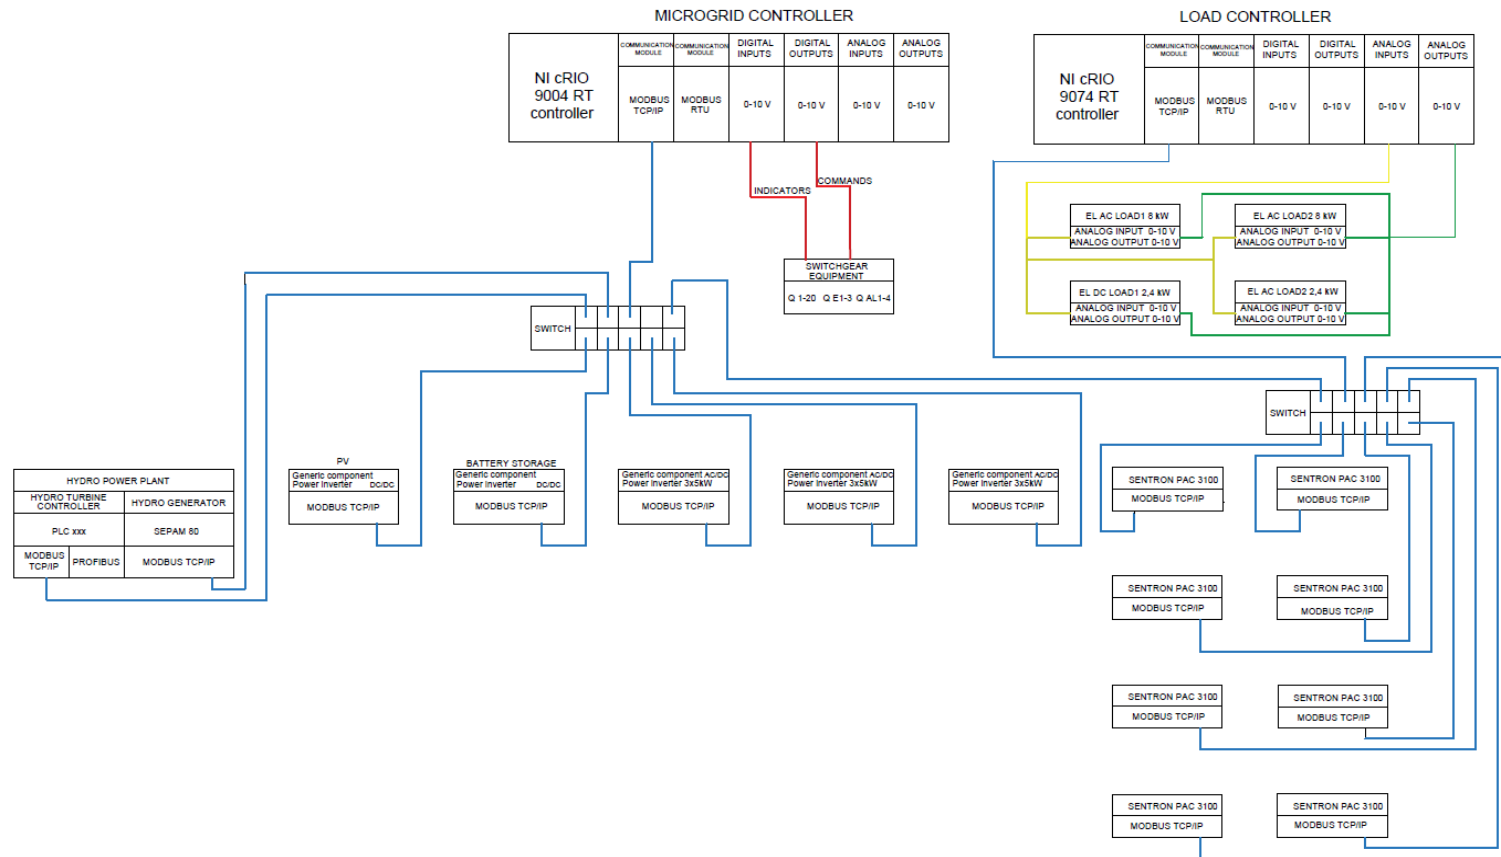 MICROGRID CONTROLLER
NI cRIO
9004 RT
controller
COMMUNICATION
MODULE
COMMUNICATION
MODULE
DIGITAL
INPUTS
DIGITAL
OUTPUTS
ANALOG
INPUTS
ANALOG
OUTPUTS
MODBUS
TCP/IP
MODBUS
RTU
0-10 V
0-10 V
0-10 V
0-10 V
LOAD CONTROLLER
NI cRIO
9074 RT
controller
COMMUNICATION
MODULE
COMMUNICATION
MODULE
DIGITAL
INPUTS
DIGITAL
OUTPUTS
ANALOG
INPUTS
ANALOG
OUTPUTS
MODBUS
TCP/IP
MODBUS
RTU
0-10 V
0-10 V
0-10 V
0-10 V
INDICATORS
COMMANDS
SWITCHGEAR
EQUIPMENT
Q 1-20 Q E1-3 Q AL1-4
EL AC LOAD1 8 kW
ANALOG INPUT 0-10 V
ANALOG OUTPUT 0-10 V
EL AC LOAD2 8 kW
ANALOG INPUT 0-10 V
ANALOG OUTPUT 0-10 V
EL DC LOAD1 2,4 kW
ANALOG INPUT 0-10 V
ANALOG OUTPUT 0-10 V
EL AC LOAD2 2,4 kW
ANALOG INPUT 0-10 V
ANALOG OUTPUT 0-10 V
SWITCH
SWITCH
HYDRO POWER PLANT
HYDRO TURBINE
CONTROLLER
HYDRO GENERATOR
PLC xxx
SEPAM 80
MODBUS
TCP/IP
PROFIBUS
MODBUS TCP/IP
PV
Generic component
Power Inverter DC/DC
MODBUS TCP/IP
BATTERY STORAGE
Generic component
Power Inverter DC/DC
MODBUS TCP/IP
Generic component AC/DC
Power Inverter 3x5kW
MODBUS TCP/IP
Generic component AC/DC
Power Inverter 3x5kW
MODBUS TCP/IP
Generic component AC/DC
Power Inverter 3x5kW
MODBUS TCP/IP
SENTRON PAC 3100
MODBUS TCP/IP
SENTRON PAC 3100
MODBUS TCP/IP
SENTRON PAC 3100
MODBUS TCP/IP
SENTRON PAC 3100
MODBUS TCP/IP
SENTRON PAC 3100
MODBUS TCP/IP
SENTRON PAC 3100
MODBUS TCP/IP
SENTRON PAC 3100
MODBUS TCP/IP
SENTRON PAC 3100
MODBUS TCP/IP